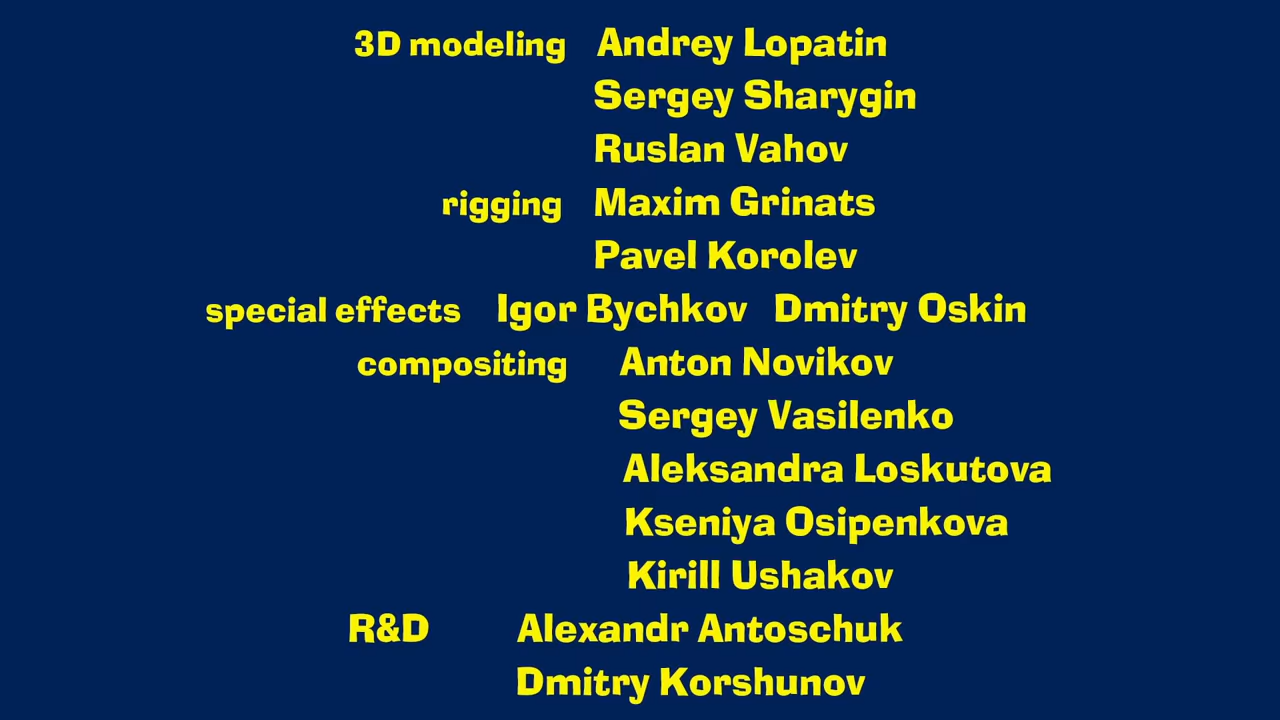 3D modeling Andrey Lopatin
Sergey Sharygin
Ruslan Vahov
rigging Maxim Grinats
Pavel Korolev
special effects Igor Bychkov Dmitry Oskin
compositing Anton Novikov
Sergey Vasilenko
Aleksandra Loskutova
Kseniya Osipenkova
Kirill Ushakov
R&D Alexandr Antoschuk
Dmitry Korshunov